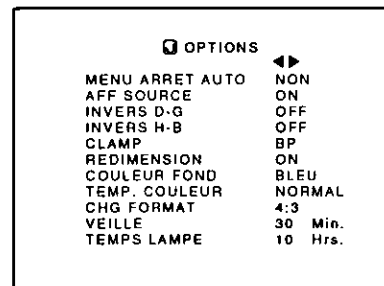 OPTIONS
MENU ARRET AUTO NON
AFF SOURCE ON
INVERS D-G OFF
INVERS H-B OFF
CLAMP BP
REDIMENSION ON
COULEUR FOND BLEU
TEMP. COULEUR NORMAL
CHG FORMAT 4:3
VEILLE 30 Min.
TEMPS LAMPE 10 Hrs.